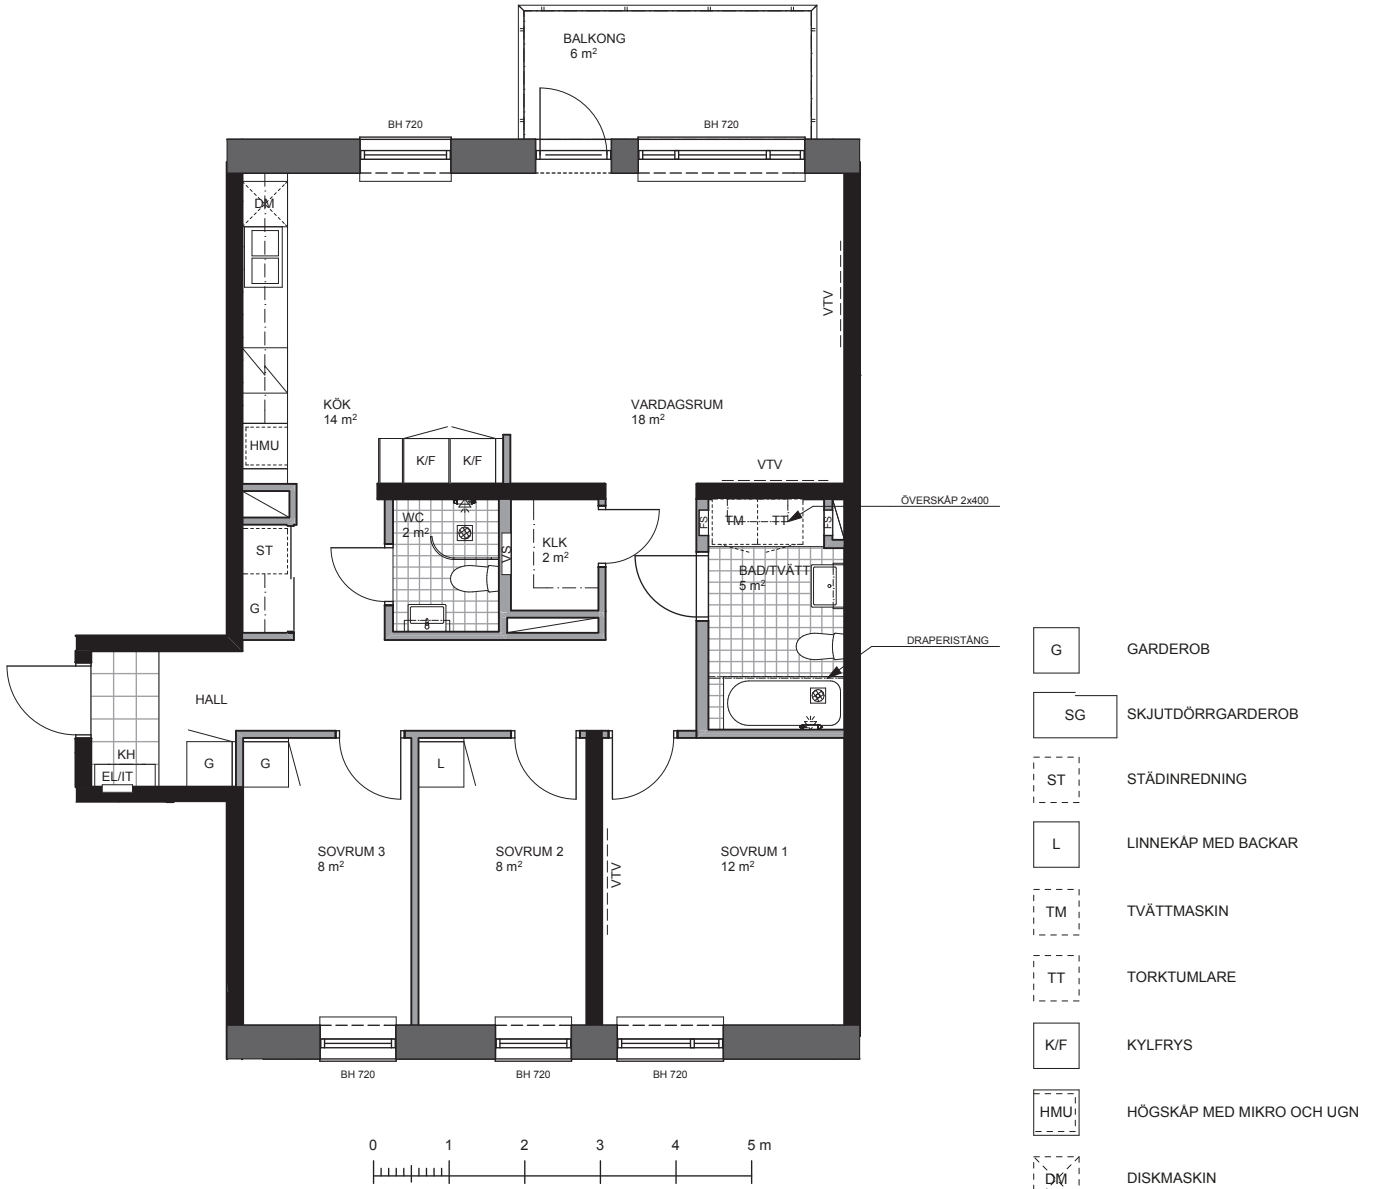 BALKONG
6 m²
BH 720
BH 720
DM
VTV
KÖK
14 m²
VARDAGSRUM
18 m²
HMU
K/F
K/F
VTV
ÖVERSKÅP 2x400
WC
2 m²
FS
TM
TT
FS
ST
VS
KLK
2 m²
BAD/TVÄTT
5 m²
G
DRAPERISTÅNG
HALL
KH
EL/IT
G
G
L
SOVRUM 3
8 m²
SOVRUM 2
8 m²
SOVRUM 1
12 m²
VTV
BH 720
BH 720
BH 720
0 1 2 3 4 5 m
G GARDEROB
SG SKJUTDÖRRGARDEROB
ST STÄDINREDNING
L LINNEKÅP MED BACKAR
TM TVÄTTMASKIN
TT TORKTUMLARE
K/F KYLFRYS
HMU HÖGSKÅP MED MIKRO OCH UGN
DM DISKMASKIN